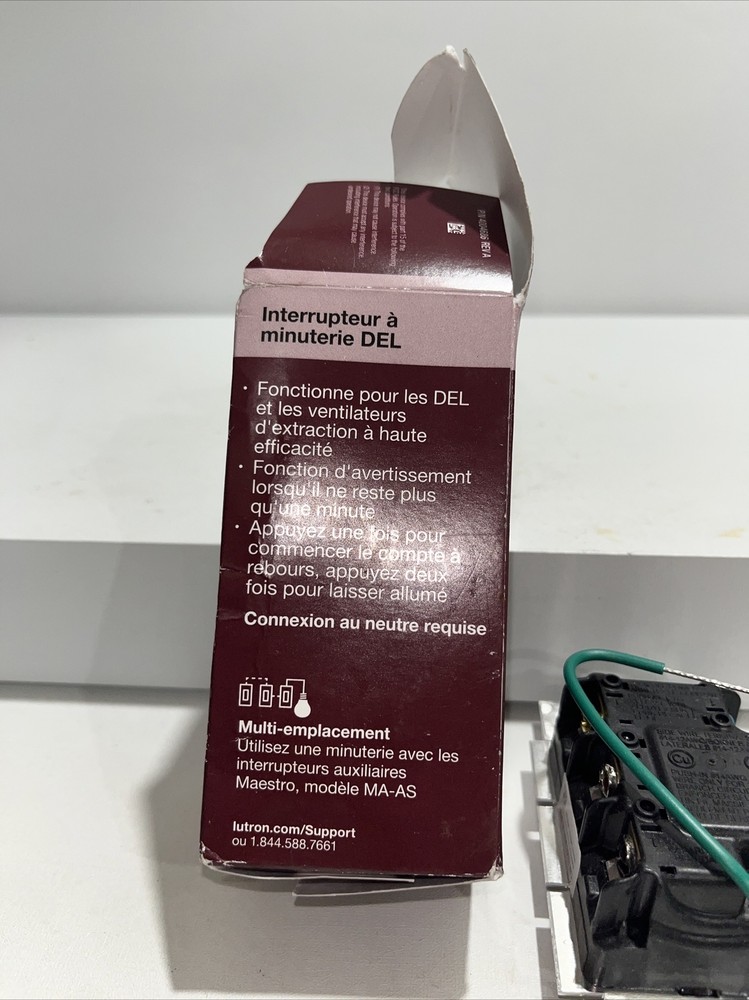 Interrupteur à
minuterie DEL
• Fonctionne pour les DEL
et les ventilateurs
d'extraction à haute
efficacité
• Fonction d'avertissement
lorsqu'il ne reste plus
qu'une minute
• Appuyez une fois pour
commencer le compte à
rebours, appuyez deux
fois pour laisser allumé
Connexion au neutre requise
Multi-emplacement
Utilisez une minuterie avec les
interrupteurs auxiliaires
Maestro, modèle MA-AS
lutron.com/Support
ou 1.844.588.7661